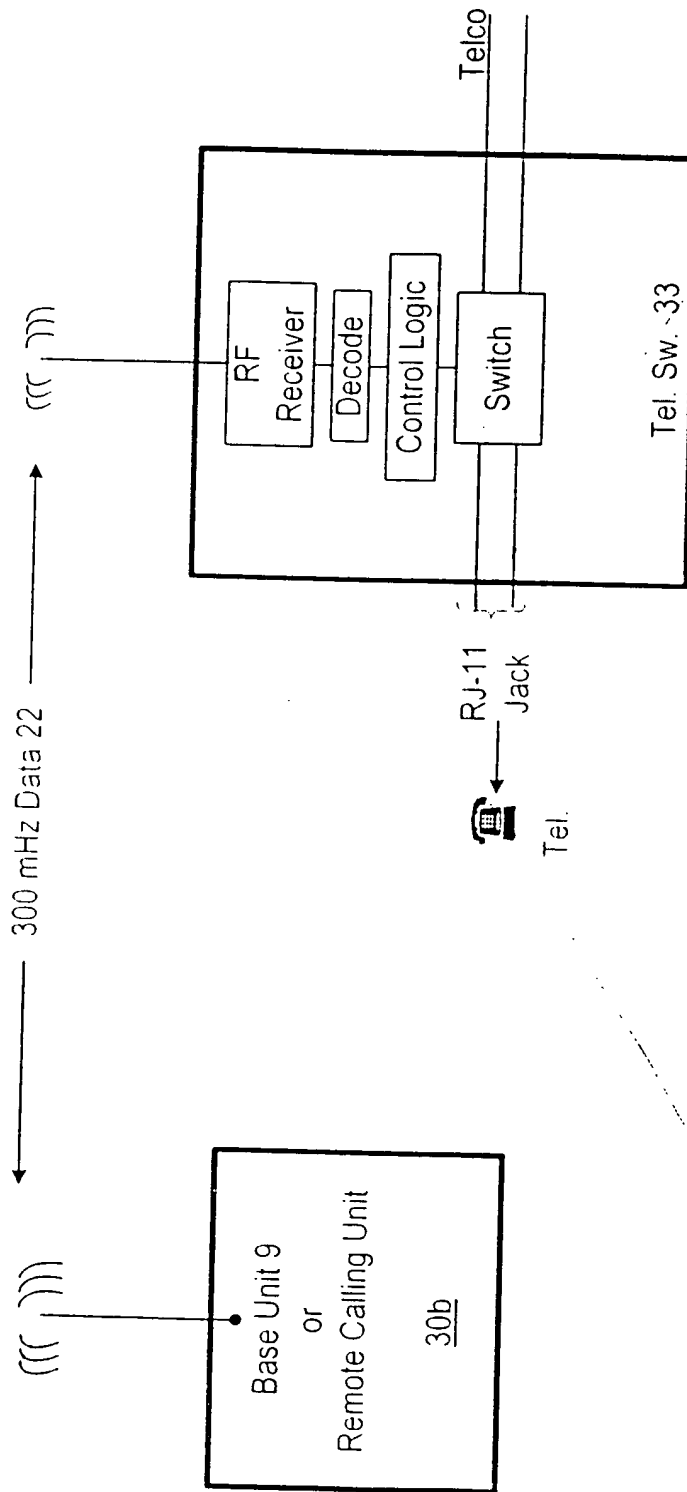 300 mHz Data 22
Base Unit 9
or
Remote Calling Unit
30b
RF
Receiver
Decode
Control Logic
Switch
Telco
RJ-11
Jack
Tel.
Tel. Sw. 33